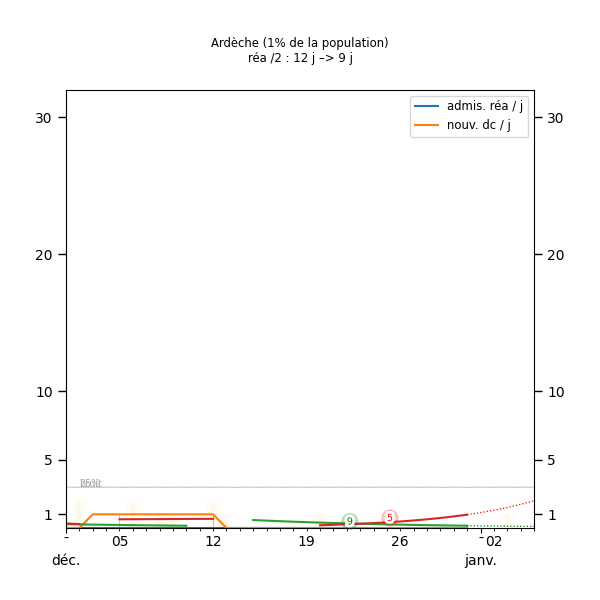 Ardèche (1% de la population)
réa /2 : 12 j –> 9 j
admis. réa / j
nouv. dc / j
30
30
20
20
10
10
5
5
1
1
9
5
- 05 12 19 26 - 02
déc. janv.